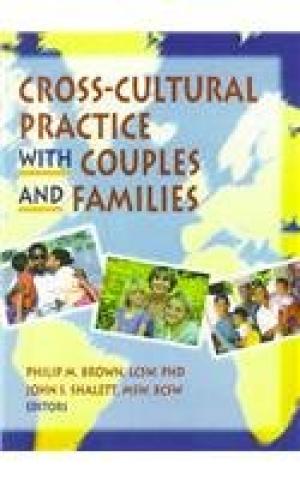 CROSS-CULTURAL
PRACTICE
WITH COUPLES
AND FAMILIES
PHILIP M. BROWN, LCSW, PHD
JOHN S. SHALETT, MSW, BCSW
EDITORS